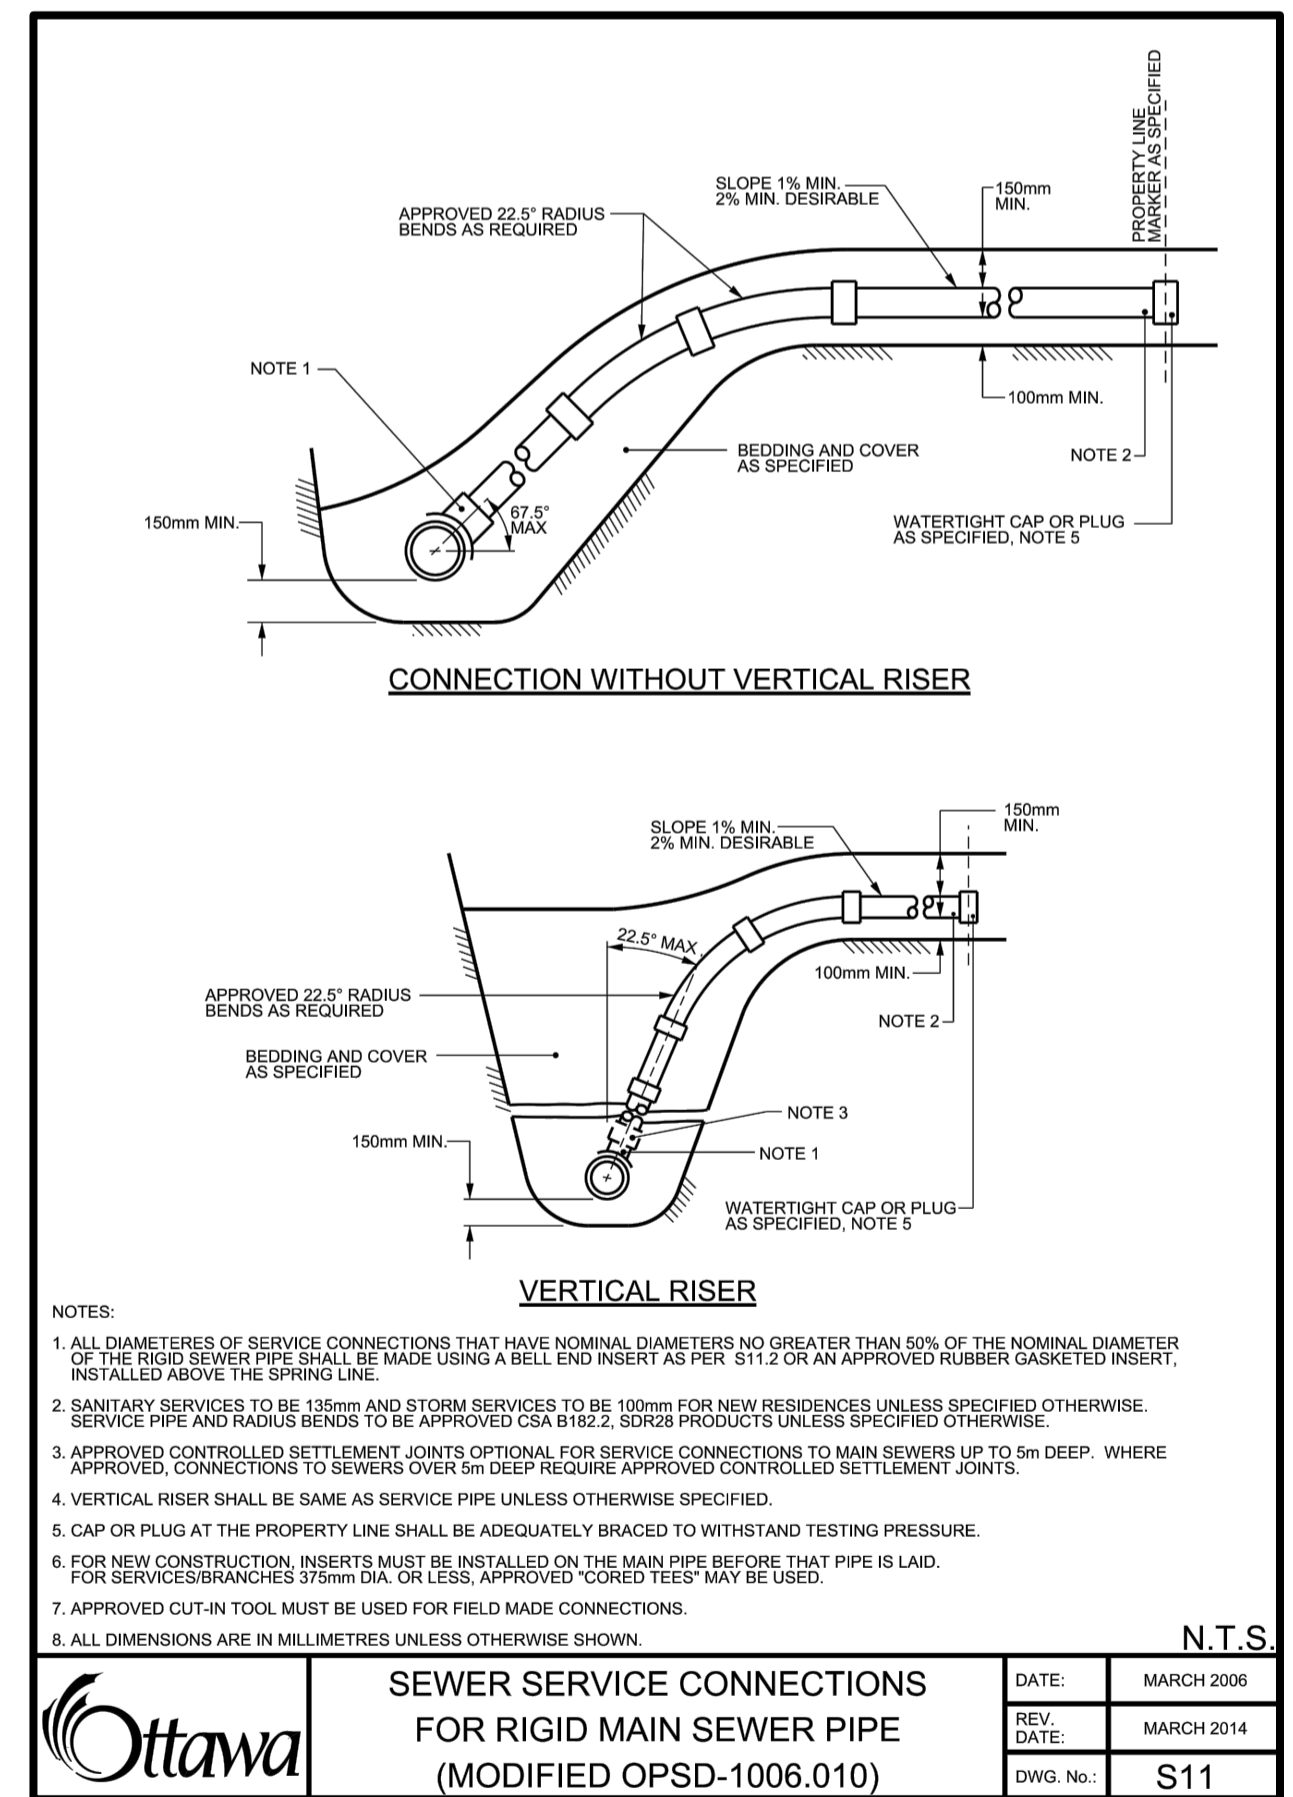 PROPERTY LINE
MARKER AS SPECIFIED
SLOPE 1% MIN.
2% MIN. DESIRABLE
150mm
MIN.
APPROVED 22.5° RADIUS
BENDS AS REQUIRED
NOTE 1
100mm MIN.
BEDDING AND COVER
AS SPECIFIED
NOTE 2
67.5°
MAX
150mm MIN.
WATERTIGHT CAP OR PLUG
AS SPECIFIED, NOTE 5
CONNECTION WITHOUT VERTICAL RISER
150mm
MIN.
SLOPE 1% MIN.
2% MIN. DESIRABLE
22.5° MAX.
100mm MIN.
APPROVED 22.5° RADIUS
BENDS AS REQUIRED
NOTE 2
BEDDING AND COVER
AS SPECIFIED
NOTE 3
150mm MIN.
NOTE 1
WATERTIGHT CAP OR PLUG
AS SPECIFIED, NOTE 5
VERTICAL RISER
NOTES:
1. ALL DIAMETERES OF SERVICE CONNECTIONS THAT HAVE NOMINAL DIAMETERS NO GREATER THAN 50% OF THE NOMINAL DIAMETER
OF THE RIGID SEWER PIPE SHALL BE MADE USING A BELL END INSERT AS PER S11.2 OR AN APPROVED RUBBER GASKETED INSERT,
INSTALLED ABOVE THE SPRING LINE.
2. SANITARY SERVICES TO BE 135mm AND STORM SERVICES TO BE 100mm FOR NEW RESIDENCES UNLESS SPECIFIED OTHERWISE.
SERVICE PIPE AND RADIUS BENDS TO BE APPROVED CSA B182.2, SDR28 PRODUCTS UNLESS SPECIFIED OTHERWISE.
3. APPROVED CONTROLLED SETTLEMENT JOINTS OPTIONAL FOR SERVICE CONNECTIONS TO MAIN SEWERS UP TO 5m DEEP. WHERE
APPROVED, CONNECTIONS TO SEWERS OVER 5m DEEP REQUIRE APPROVED CONTROLLED SETTLEMENT JOINTS.
4. VERTICAL RISER SHALL BE SAME AS SERVICE PIPE UNLESS OTHERWISE SPECIFIED.
5. CAP OR PLUG AT THE PROPERTY LINE SHALL BE ADEQUATELY BRACED TO WITHSTAND TESTING PRESSURE.
6. FOR NEW CONSTRUCTION, INSERTS MUST BE INSTALLED ON THE MAIN PIPE BEFORE THAT PIPE IS LAID.
FOR SERVICES/BRANCHES 375mm DIA. OR LESS, APPROVED "CORED TEES" MAY BE USED.
7. APPROVED CUT-IN TOOL MUST BE USED FOR FIELD MADE CONNECTIONS.
8. ALL DIMENSIONS ARE IN MILLIMETRES UNLESS OTHERWISE SHOWN.
N.T.S.
Ottawa
SEWER SERVICE CONNECTIONS
FOR RIGID MAIN SEWER PIPE
(MODIFIED OPSD-1006.010)
DATE: MARCH 2006
REV.
DATE: MARCH 2014
DWG. No.: S11